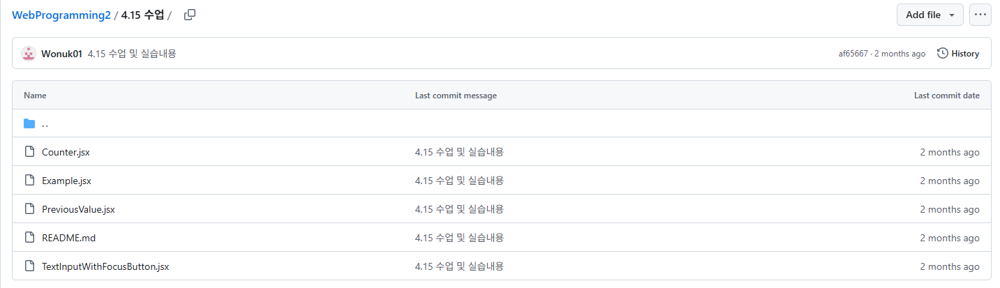 WebProgramming2 / 4.15 수업 /
Add file
Wonuk01 4.15 수업 및 실습내용
af65667 · 2 months ago
History
Name Last commit message Last commit date
..
Counter.jsx 4.15 수업 및 실습내용 2 months ago
Example.jsx 4.15 수업 및 실습내용 2 months ago
PreviousValue.jsx 4.15 수업 및 실습내용 2 months ago
README.md 4.15 수업 및 실습내용 2 months ago
TextInputWithFocusButton.jsx 4.15 수업 및 실습내용 2 months ago